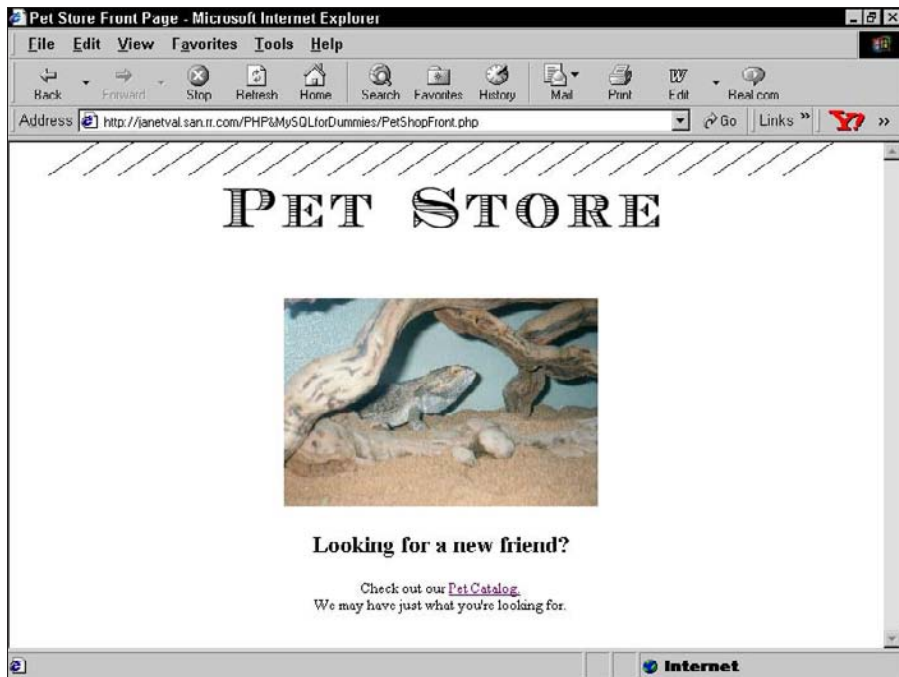 Pet Store Front Page - Microsoft Internet Explorer
File Edit View Favorites Tools Help
Back Forward Stop Refresh Home Search Favorites History Mail Print Edit Real.com
Address http://janetval.san.rr.com/PHP&MySQLforDummies/PetShopFront.php Go Links » Y! »
PET STORE
Looking for a new friend?
Check out our Pet Catalog.
We may have just what you're looking for.
Internet